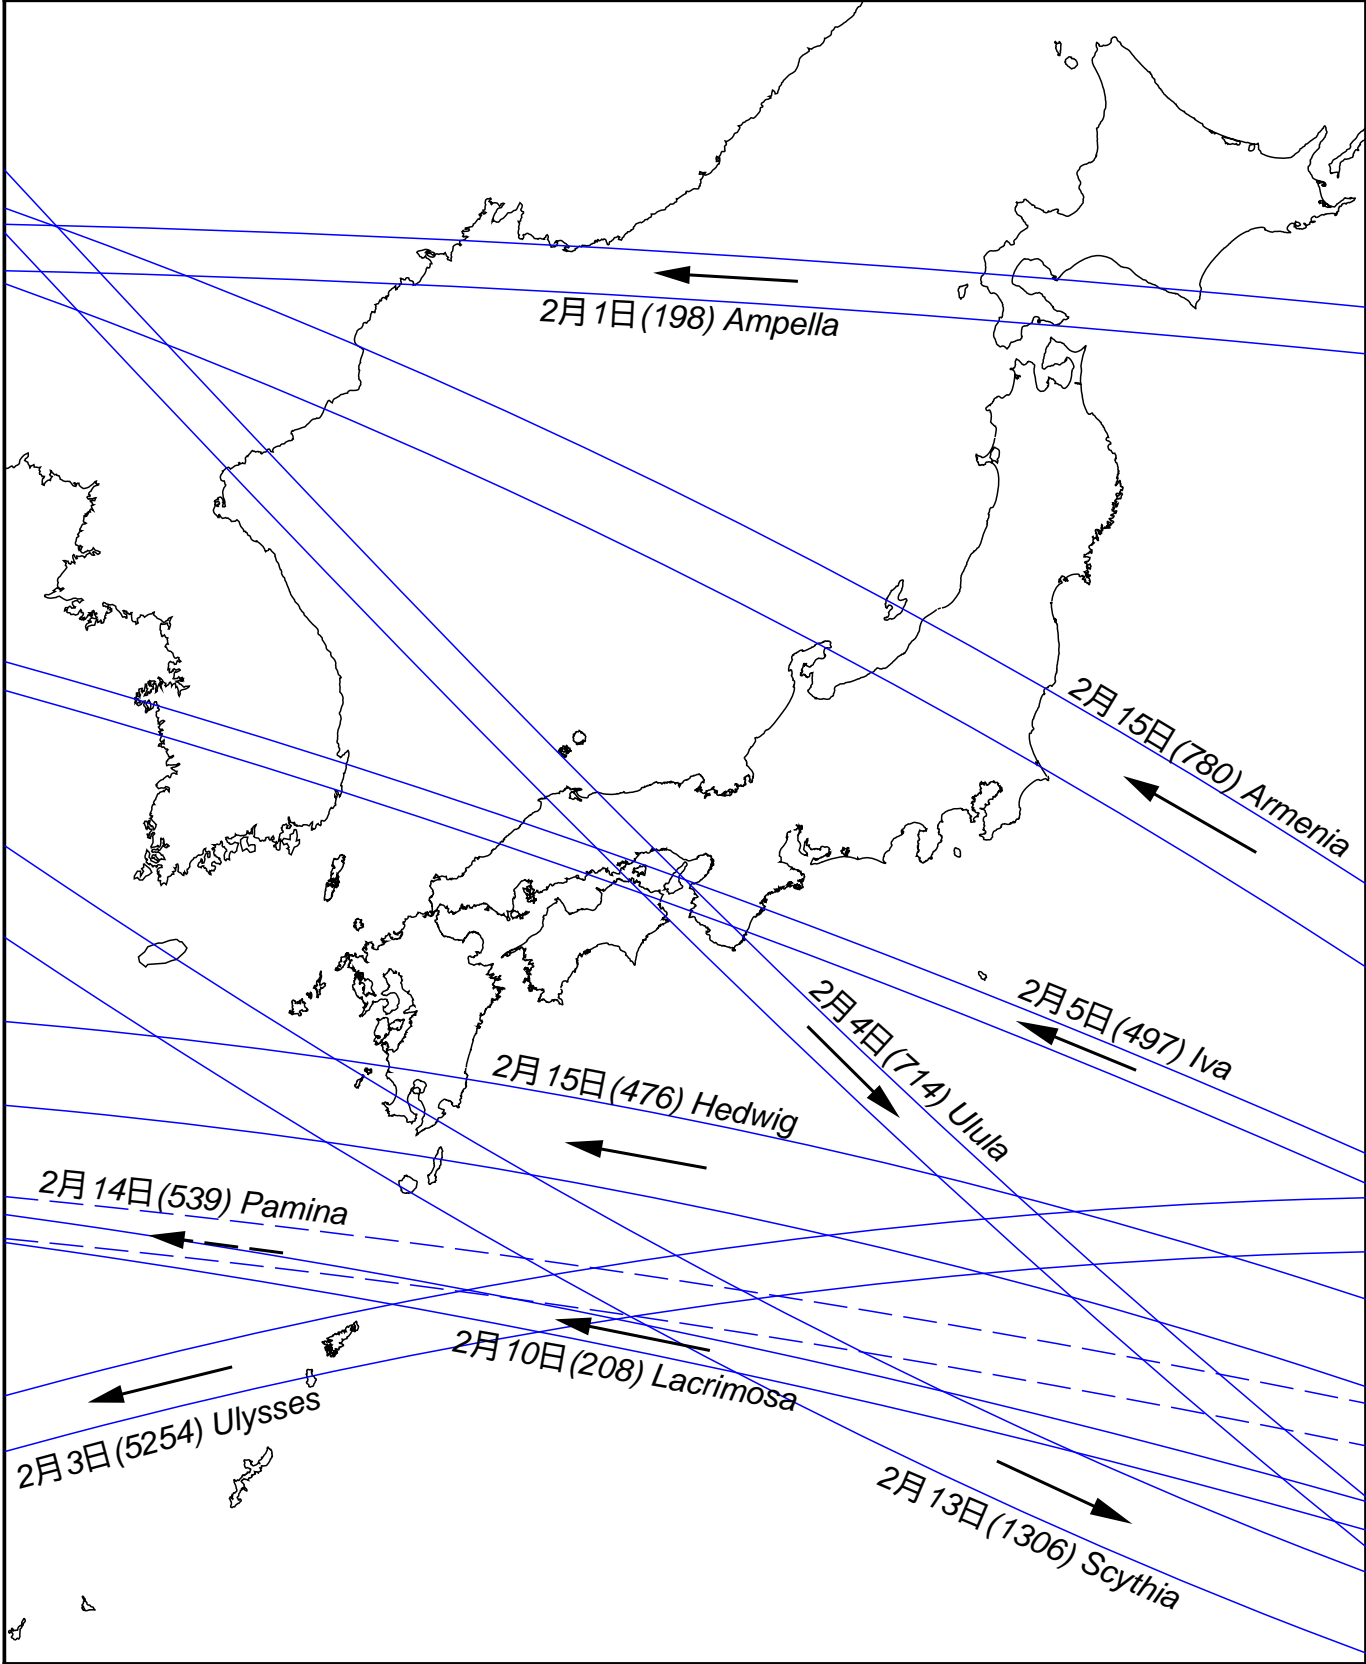 2月1日(198) Ampella
2月15日(780) Armenia
2月5日(497) Iva
2月4日(714) Ulula
2月15日(476) Hedwig
2月14日(539) Pamina
2月10日(208) Lacrimosa
2月3日(5254) Ulysses
2月13日(1306) Scythia